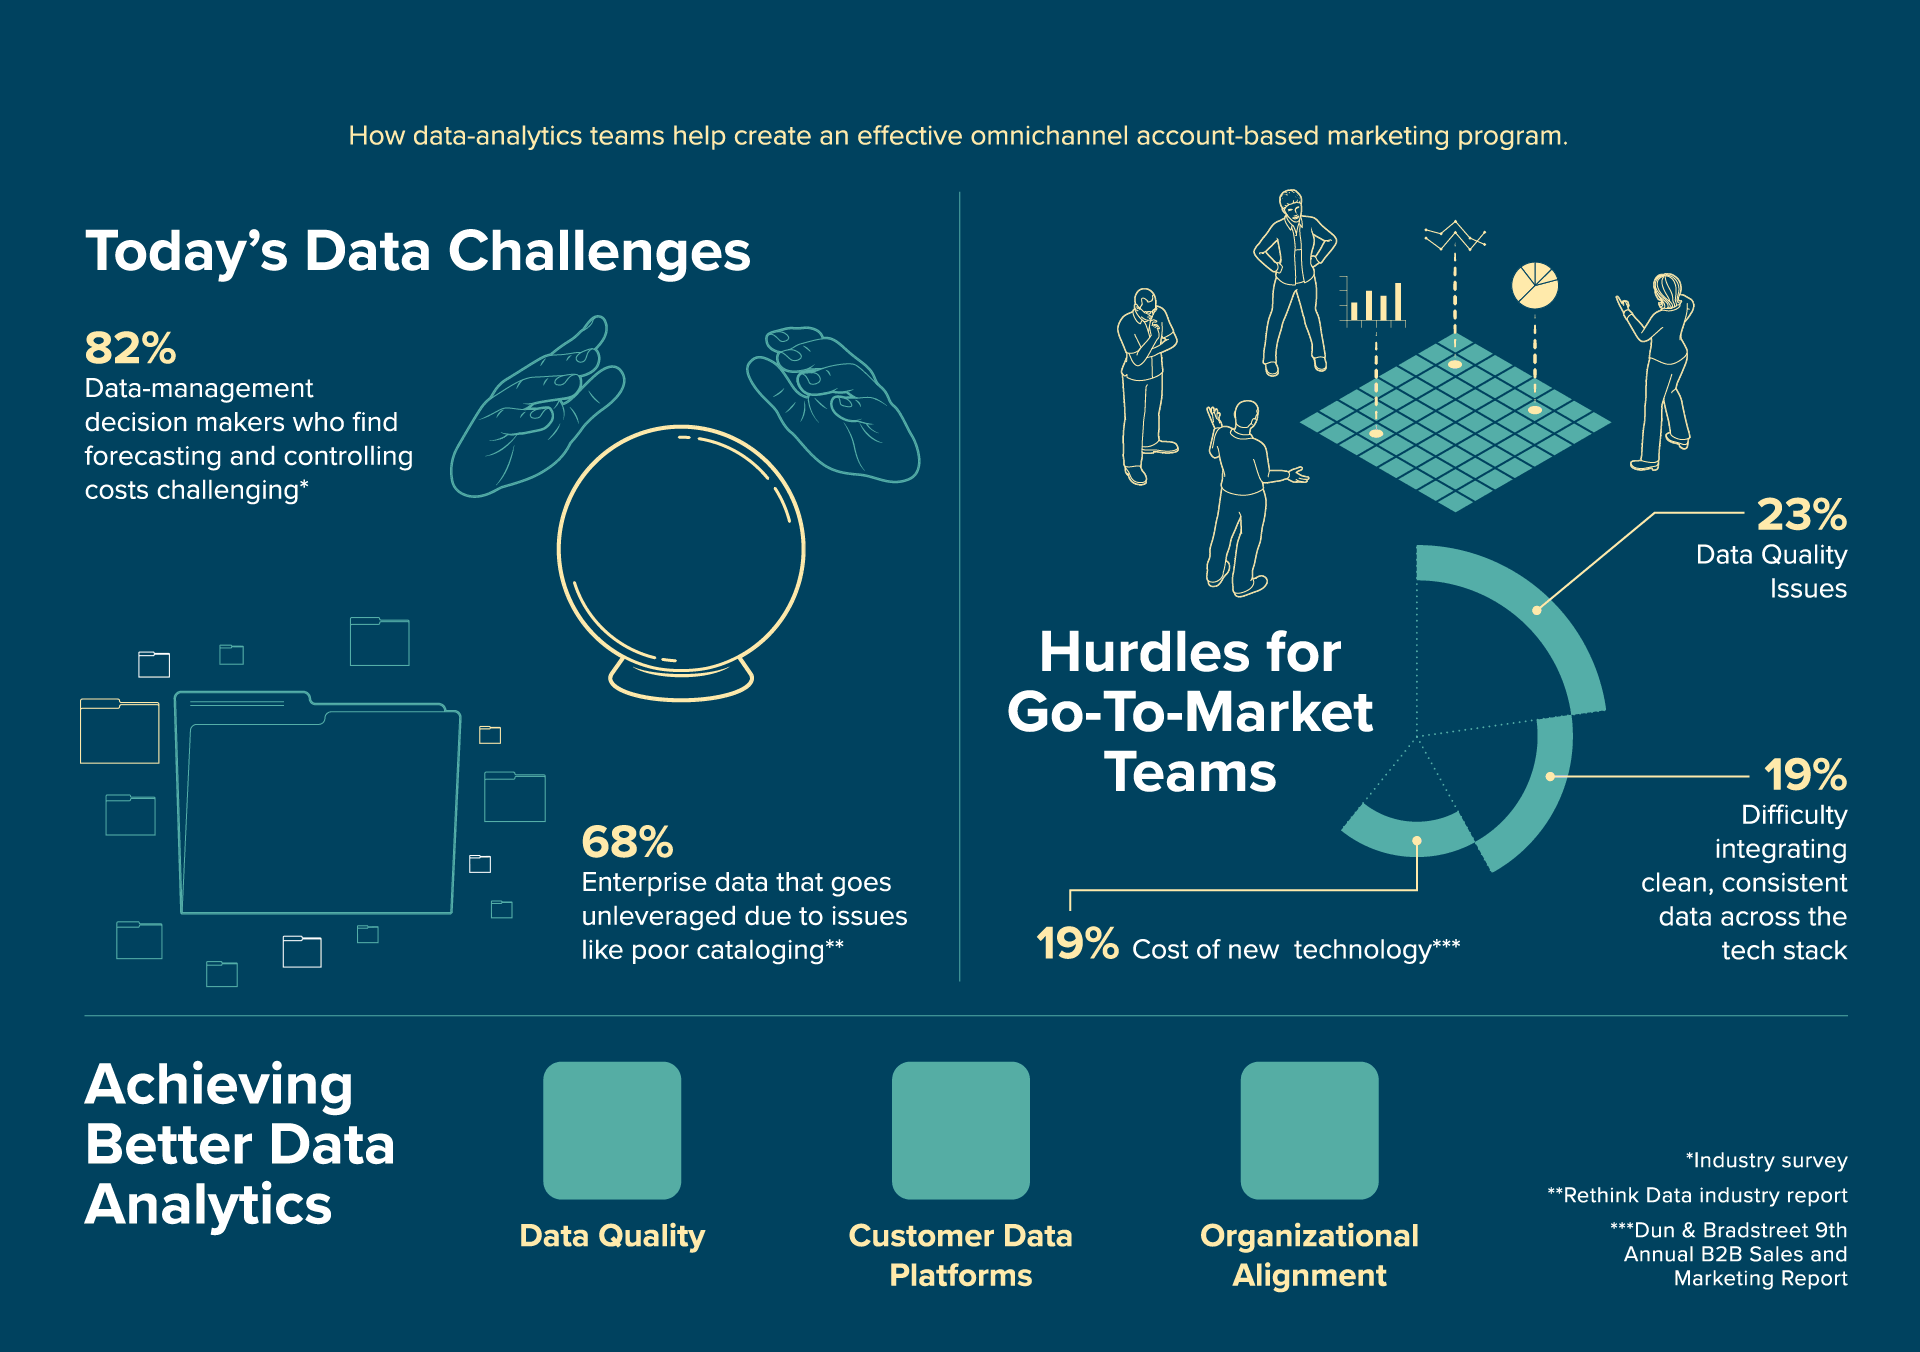 How data-analytics teams help create an effective omnichannel account-based marketing program.
Today’s Data Challenges
82%
Data-management
decision makers who find
forecasting and controlling
costs challenging*
68%
Enterprise data that goes
unleveraged due to issues
like poor cataloging**
Hurdles for
Go-To-Market
Teams
23%
Data Quality
Issues
19%
Difficulty
integrating
clean, consistent
data across the
tech stack
19% Cost of new technology***
Achieving
Better Data
Analytics
Data Quality
Customer Data
Platforms
Organizational
Alignment
*Industry survey
**Rethink Data industry report
***Dun & Bradstreet 9th
Annual B2B Sales and
Marketing Report